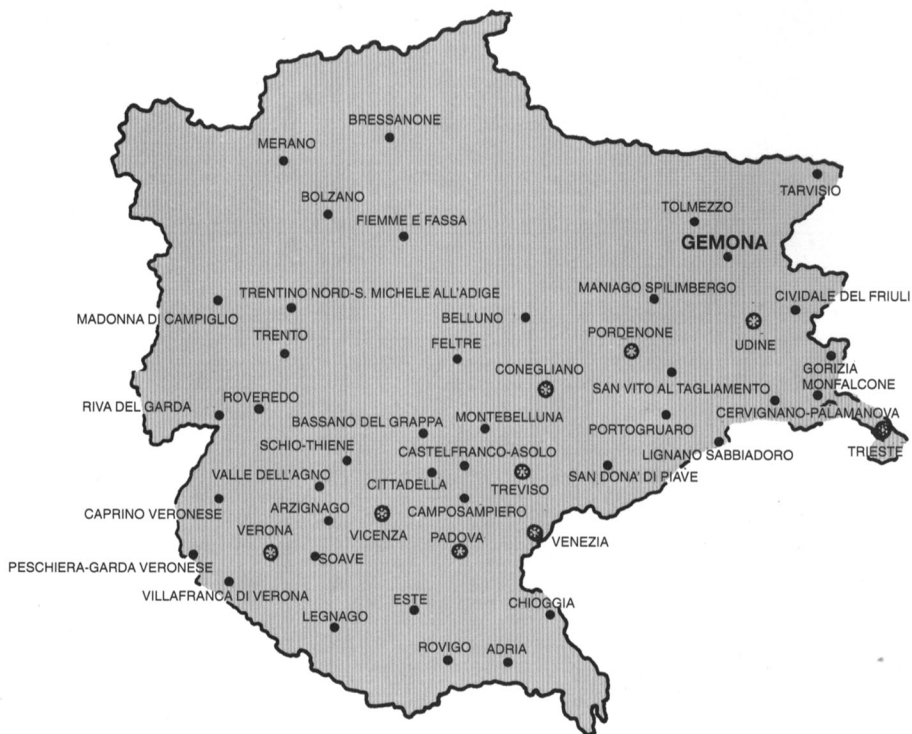 BRESSANONE
MERANO
TARVISIO
BOLZANO
TOLMEZZO
FIEMME E FASSA
GEMONA
TRENTINO NORD-S. MICHELE ALL'ADIGE
MANIAGO SPILIMBERGO
CIVIDALE DEL FRIULI
MADONNA DI CAMPIGLIO
BELLUNO
PORDENONE
TRENTO
FELTRE
UDINE
CONEGLIANO
GORIZIA
SAN VITO AL TAGLIAMENTO
MONFALCONE
ROVEREDO
RIVA DEL GARDA
CERVIGNANO-PALAMANOVA
BASSANO DEL GRAPPA
MONTEBELLUNA
PORTOGRUARO
SCHIO-THIENE
CASTELFRANCO-ASOLO
LIGNANO SABBIADORO
TRIESTE
VALLE DELL'AGNO
CITTADELLA
TREVISO
SAN DONA' DI PIAVE
CAPRINO VERONESE
ARZIGNAGO
CAMPOSAMPIERO
VERONA
VICENZA
PADOVA
VENEZIA
PESCHIERA-GARDA VERONESE
SOAVE
VILLAFRANCA DI VERONA
ESTE
CHIOGGIA
LEGNAGO
ROVIGO
ADRIA